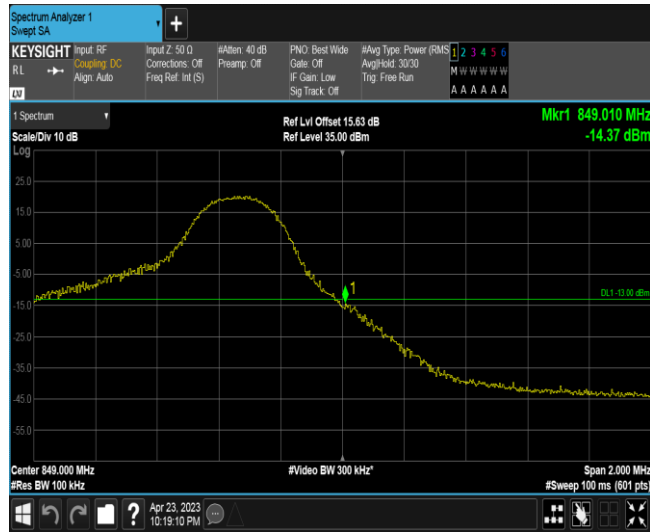 Spectrum Analyzer 1
Swept SA
+
KEYSIGHT Input: RF Input Z: 50 Ω #Atten: 40 dB PNO: Best Wide #Avg Type: Power (RMS 1 2 3 4 5 6
RL Coupling: DC Corrections: Off Preamp: Off Gate: Off Avg|Hold: 30/30 M W W W W W
Align: Auto Freq Ref: Int (S) IF Gain: Low Trig: Free Run
LXI Sig Track: Off A A A A A A
1 Spectrum Ref Lvl Offset 15.63 dB Mkr1 849.010 MHz
Scale/Div 10 dB Ref Level 35.00 dBm -14.37 dBm
Log
25.0
15.0
5.00
-5.00
1
DL1 -13.00 dBm
-15.0
-25.0
-35.0
-45.0
-55.0
Center 849.000 MHz #Video BW 300 kHz* Span 2.000 MHz
#Res BW 100 kHz #Sweep 100 ms (601 pts)
? Apr 23, 2023
10:19:10 PM